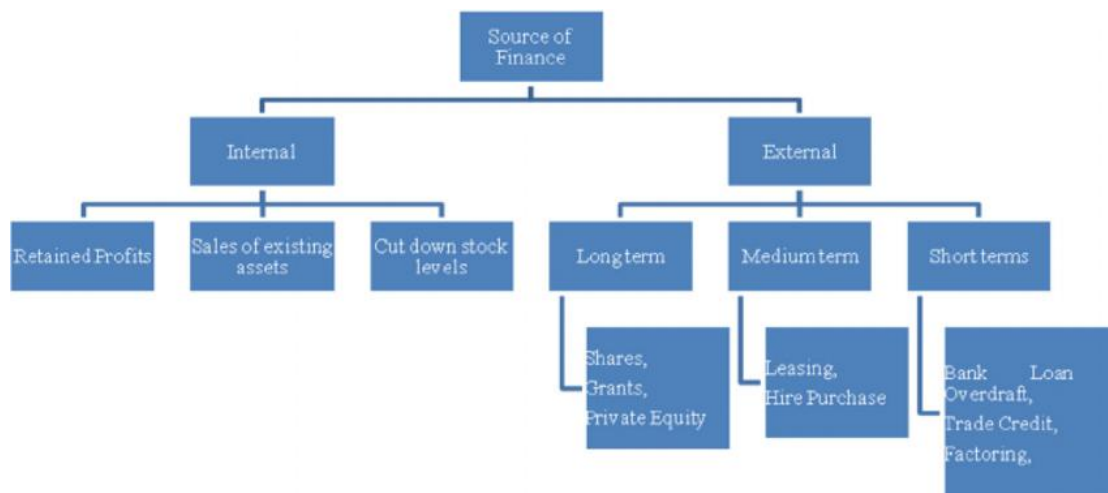 Source of
Finance
Internal
External
Retained Profits
Sales of existing
assets
Cut down stock
levels
Long term
Medium term
Short terms
Shares,
Grants,
Private Equity
Leasing,
Hire Purchase
Bank Loan
Overdraft,
Trade Credit,
Factoring,